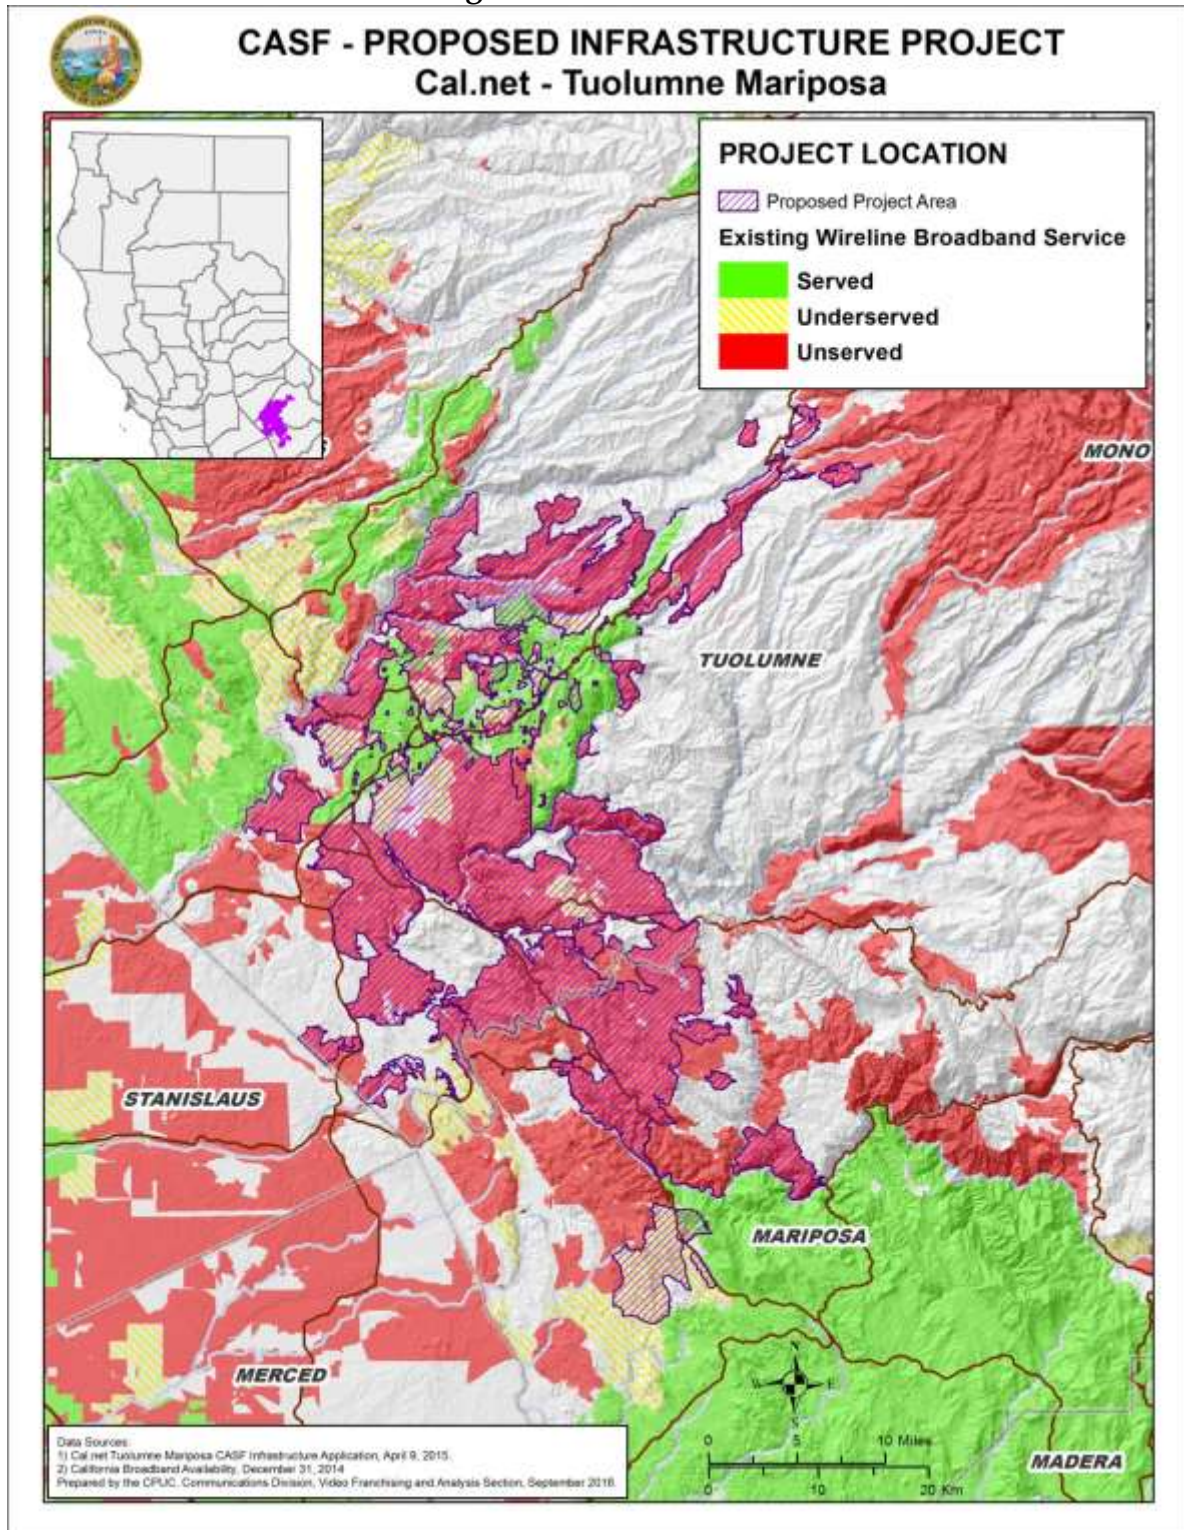 CASF - PROPOSED INFRASTRUCTURE PROJECT
Cal.net - Tuolumne Mariposa
PROJECT LOCATION
Proposed Project Area
Existing Wireline Broadband Service
Served
Underserved
Unserved
MONO
TUOLUMNE
STANISLAUS
MARIPOSA
MERCED
N
W E
S
0 5 10 Miles
0 10 20 Km
MADERA
Data Sources:
1) Cal.net Tuolumne Mariposa CASF Infrastructure Application, April 9, 2015.
2) California Broadband Availability, December 31, 2014
Prepared by the CPUC, Communications Division, Video Franchising and Analysis Section, September 2016.